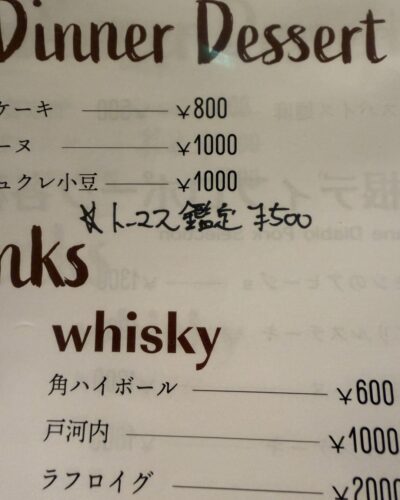 Dinner Dessert
ケーキ ¥800
ーヌ ¥1000
ュクレ小豆 ¥1000
トーコス鑑定 ¥500
nks
whisky
角ハイボール ¥600
戸河内 ¥1000
ラフロイグ ¥2000